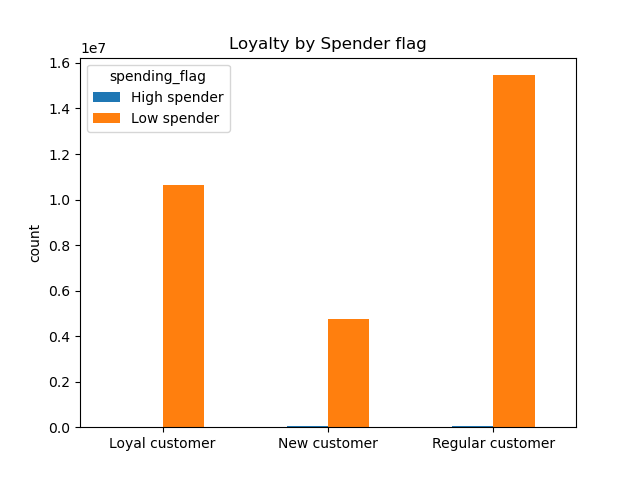 Loyalty by Spender flag
1e7
spending_flag
High spender
Low spender
1.6
1.4
1.2
1.0
0.8
0.6
0.4
0.2
0.0
count
Loyal customer
New customer
Regular customer